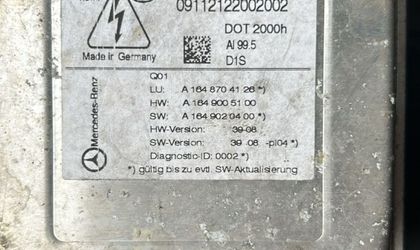 09112122002002
DOT 2000h
Al 99.5
D1S
Made in Germany
Q01
LU: A 164 870 41 26 *)
HW: A 164 900 51 00
SW: A 164 902 04 00 *)
HW-Version: 39-08
SW-Version: 39 .08 -pl04 *)
Diagnostic-ID: 0002 *)
*) gültig bis zu evtl. SW-Aktualisierung
Mercedes-Benz